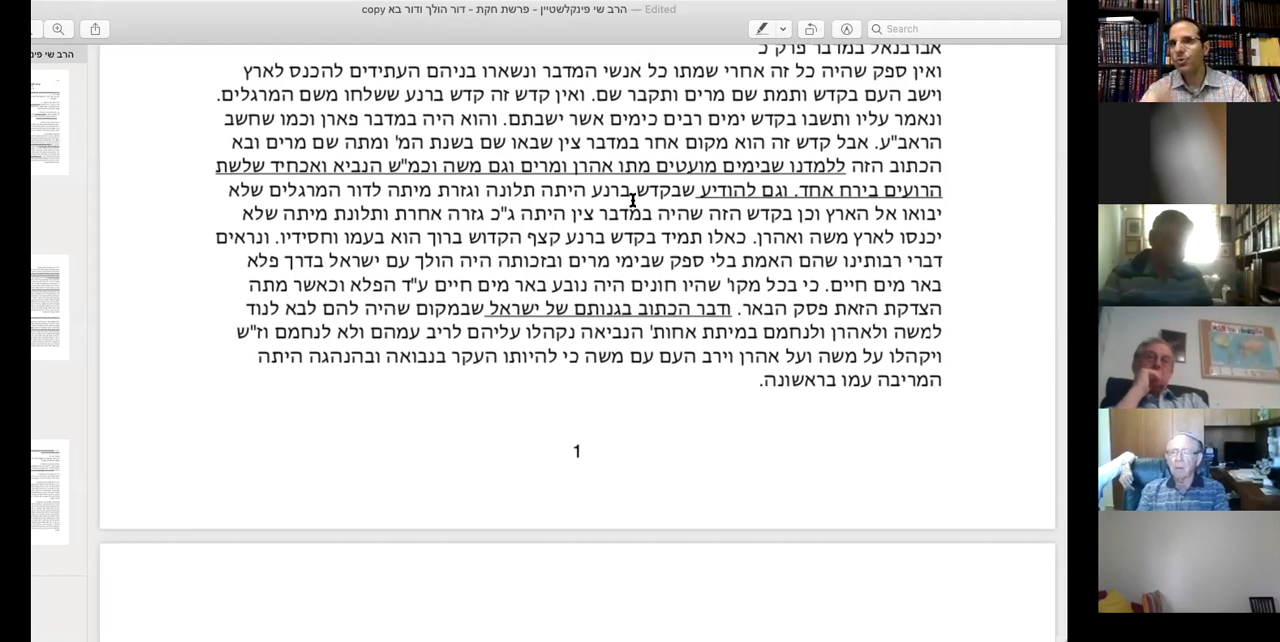 הרב שי פינקלשטיין - פרשת חקת - דור הולך ודור בא copy — Edited
Search
אברבנאל במדבר פרק כ
ואין ספק שהיה כל זה אחרי שמתו כל אנשי המדבר ונשארו בניהם העתידים להכנס לארץ
וישב העם בקדש ותמת שם מרים ותקבר שם. ואין קדש זה קדש ברנע ששלחו משם המרגלים.
ונאמר עליו ותשבו בקדש ימים רבים כימים אשר ישבתם. והוא היה במדבר פארן כמו שחשב
הראב"ע. אבל קדש זה הוא מקום אחד במדבר צין שבאו שם בשנת המ' ומתה שם מרים ובא
הכתוב הזה ללמדנו שבימים מועטים מתו אהרן ומרים וגם משה וכמ"ש הנביא ואכחיד שלשת
הרועים בירח אחד. וגם להודיע שבקדש ברנע היתה תלונה וגזרת מיתה לדור המרגלים שלא
יבואו אל הארץ וכן בקדש הזה שהיה במדבר צין היתה ג"כ גזרה אחרת ותלונת מיתה שלא
יכנסו לארץ משה ואהרן. כאלו תמיד בקדש ברנע קצף הקדוש ברוך הוא בעמו וחסידיו. ונראים
דברי רבותינו שהם האמת בלי ספק שבימי מרים ובזכותה היה חולך עם ישראל בדרך פלא
באר מים חיים. כי בכל מקו' שהיו חונים היה נובע באר מים חיים ע"ד הפלא וכאשר מתה
הצדקת הזאת פסק הבאר. ודבר הכתוב בגנותם של ישראל שבמקום שהיה להם לבא לנוד
למשה ולאהרן ולנחמם במיתת אחות' הנביאה נקהלו עליהם לריב עמהם ולא לנחמם וז"ש
ויקהלו על משה ועל אהרן וירב העם עם משה כי להיותו העקר בנבואה ובהנהגה היתה
המריבה עמו בראשונה.
1